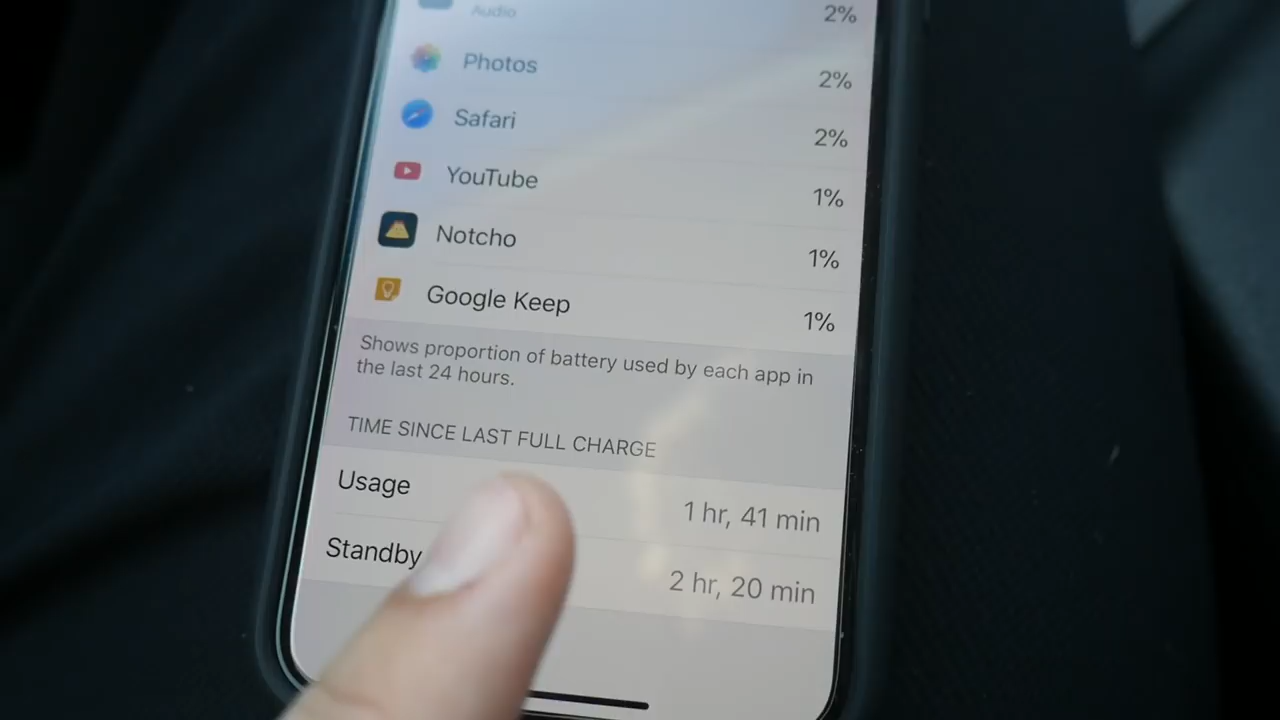 Audio
2%
Photos
2%
Safari
2%
YouTube
1%
Notcho
1%
Google Keep
1%
Shows proportion of battery used by each app in
the last 24 hours.
TIME SINCE LAST FULL CHARGE
Usage
1 hr, 41 min
Standby
2 hr, 20 min